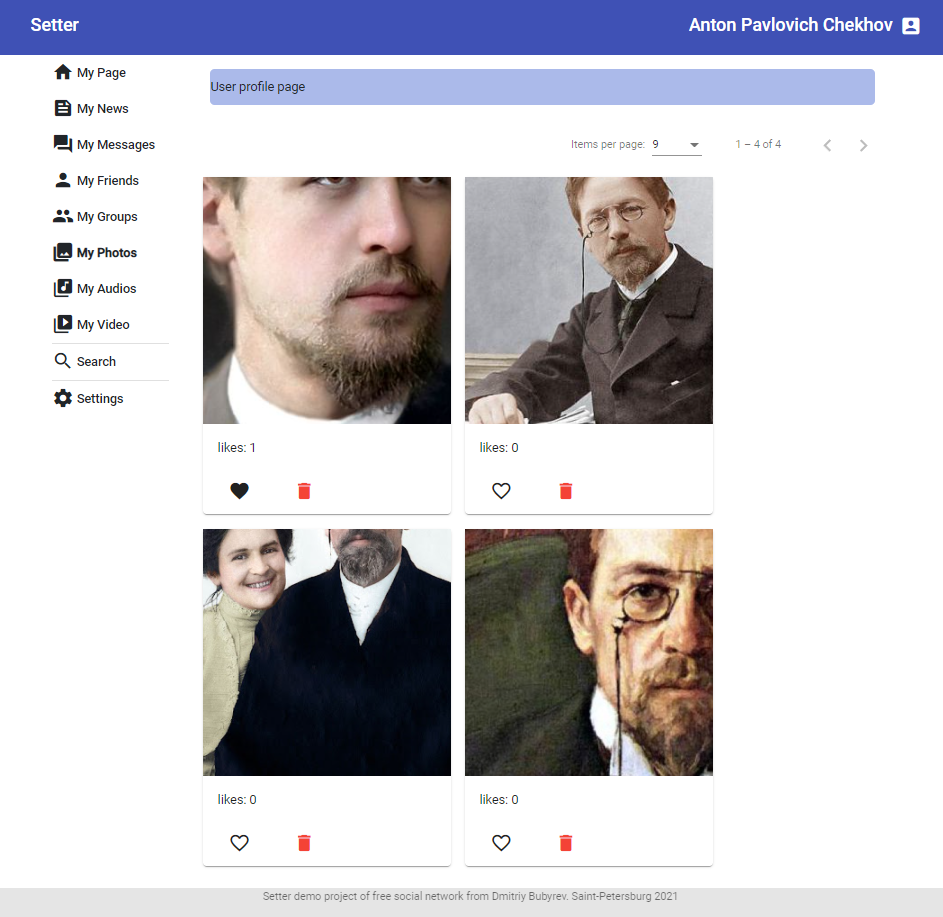 Setter
Anton Pavlovich Chekhov
My Page
My News
My Messages
My Friends
My Groups
My Photos
My Audios
My Video
Search
Settings
User profile page
Items per page: 9
1 – 4 of 4
likes: 1
likes: 0
likes: 0
likes: 0
Setter demo project of free social network from Dmitriy Bubyrev. Saint-Petersburg 2021